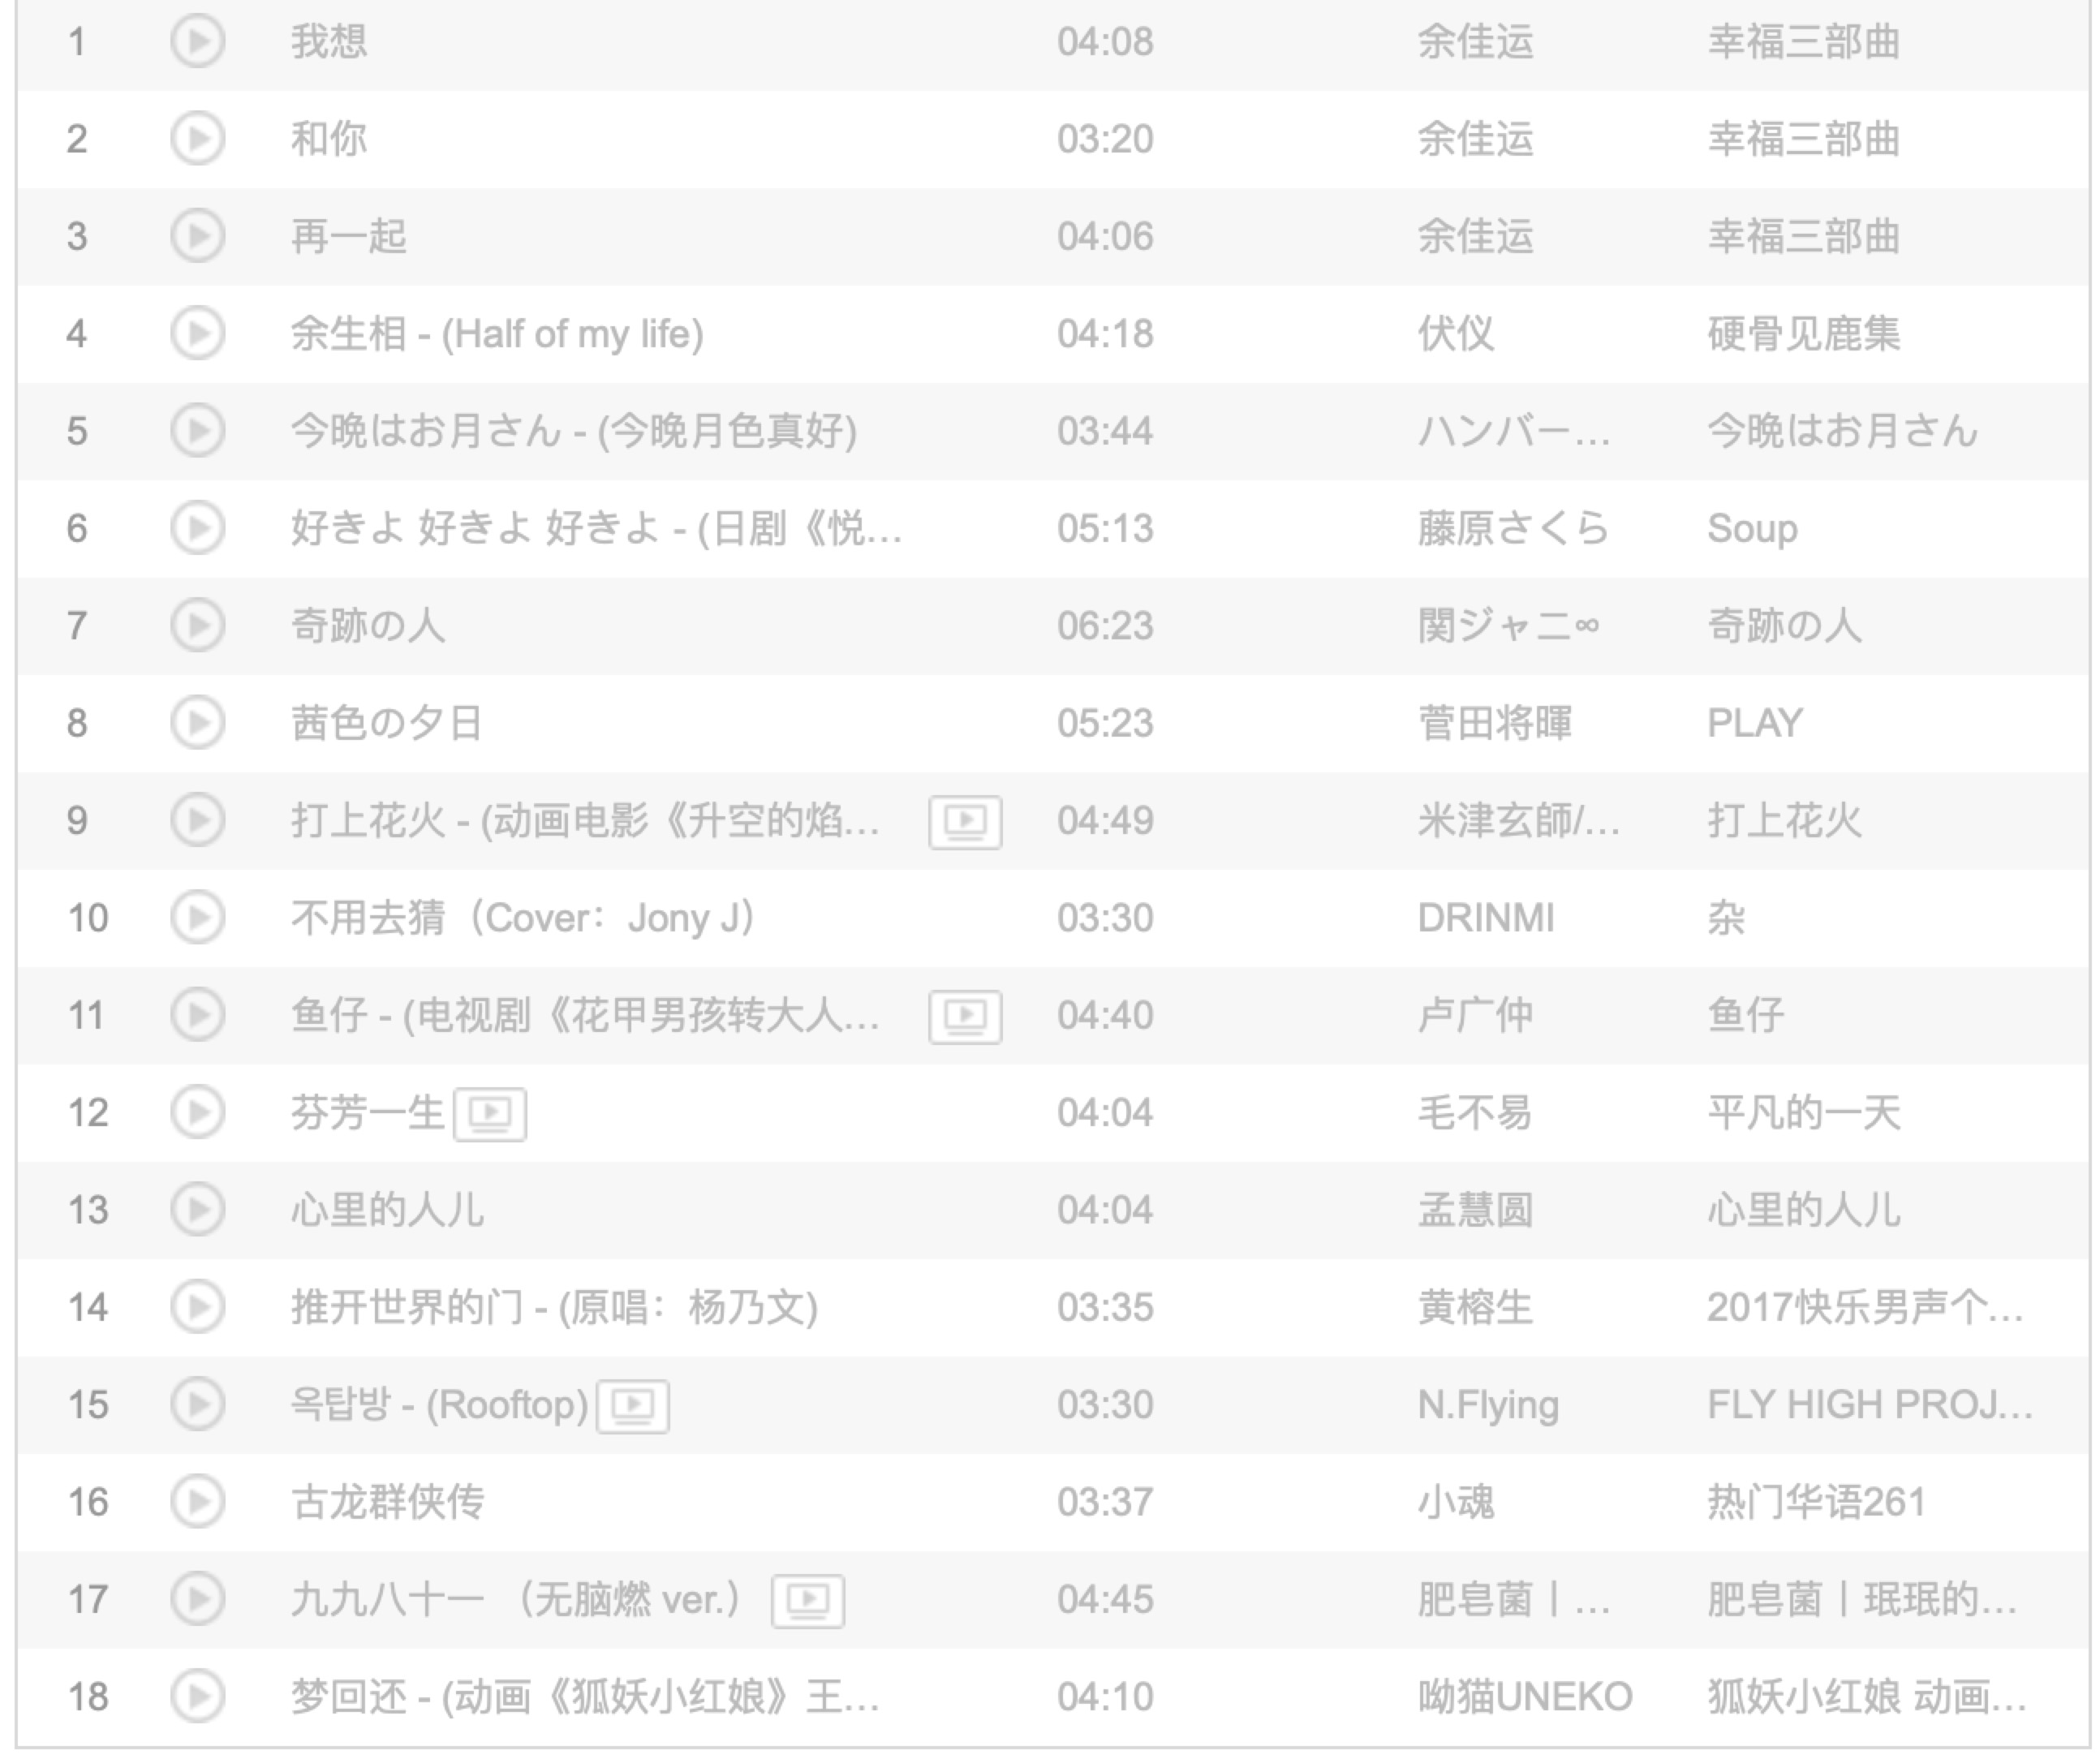 1 我想 04:08 余佳运 幸福三部曲
2 和你 03:20 余佳运 幸福三部曲
3 再一起 04:06 余佳运 幸福三部曲
4 余生相 - (Half of my life) 04:18 伏仪 硬骨见鹿集
5 今晩はお月さん - (今晚月色真好) 03:44 ハンバー... 今晩はお月さん
6 好きよ 好きよ 好きよ - (日剧《悦... 05:13 藤原さくら Soup
7 奇跡の人 06:23 関ジャニ∞ 奇跡の人
8 茜色の夕日 05:23 菅田将暉 PLAY
9 打上花火 - (动画电影《升空的焰... 04:49 米津玄師/... 打上花火
10 不用去猜（Cover：Jony J） 03:30 DRINMI 杂
11 鱼仔 - (电视剧《花甲男孩转大人... 04:40 卢广仲 鱼仔
12 芬芳一生 04:04 毛不易 平凡的一天
13 心里的人儿 04:04 孟慧圆 心里的人儿
14 推开世界的门 - (原唱：杨乃文) 03:35 黄榕生 2017快乐男声个...
15 옥탑방 - (Rooftop) 03:30 N.Flying FLY HIGH PROJ...
16 古龙群侠传 03:37 小魂 热门华语261
17 九九八十一 （无脑燃 ver.） 04:45 肥皂菌丨... 肥皂菌丨珉珉的...
18 梦回还 - (动画《狐妖小红娘》王... 04:10 呦猫UNEKO 狐妖小红娘 动画...